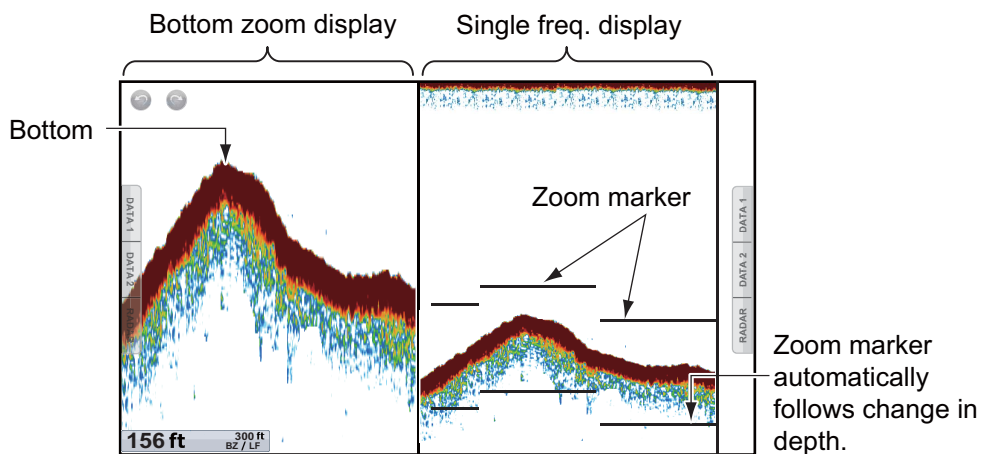 Bottom zoom display
Single freq. display
Bottom
Zoom marker
DATA 1
DATA 2
RADAR
DATA 1
DATA 2
RADAR
Zoom marker
automatically
follows change in
depth.
156 ft
300 ft
BZ / LF